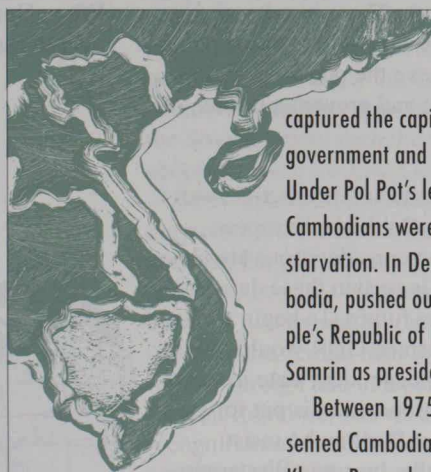 captured the capi
government and
Under Pol Pot's le
Cambodians were
starvation. In De
bodia, pushed ou
ple's Republic of
Samrin as preside
Between 1975
sented Cambodia